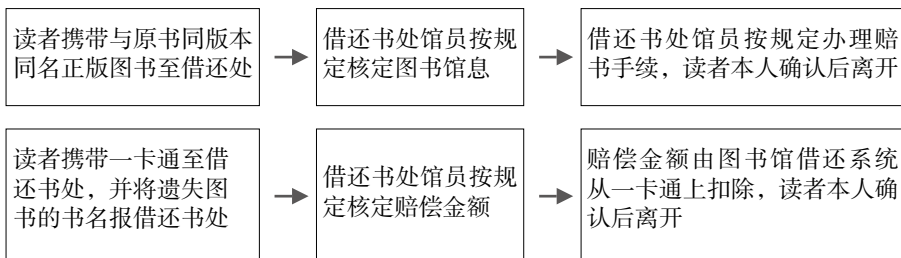 读者携带与原书同版本
同名正版图书至借还处
借还书处馆员按规
定核定图书馆息
借还书处馆员按规定办理赔
书手续，读者本人确认后离开
读者携带一卡通至借
还书处，并将遗失图
书的书名报借还书处
借还书处馆员按规
定核定赔偿金额
赔偿金额由图书馆借还系统
从一卡通上扣除，读者本人确
认后离开